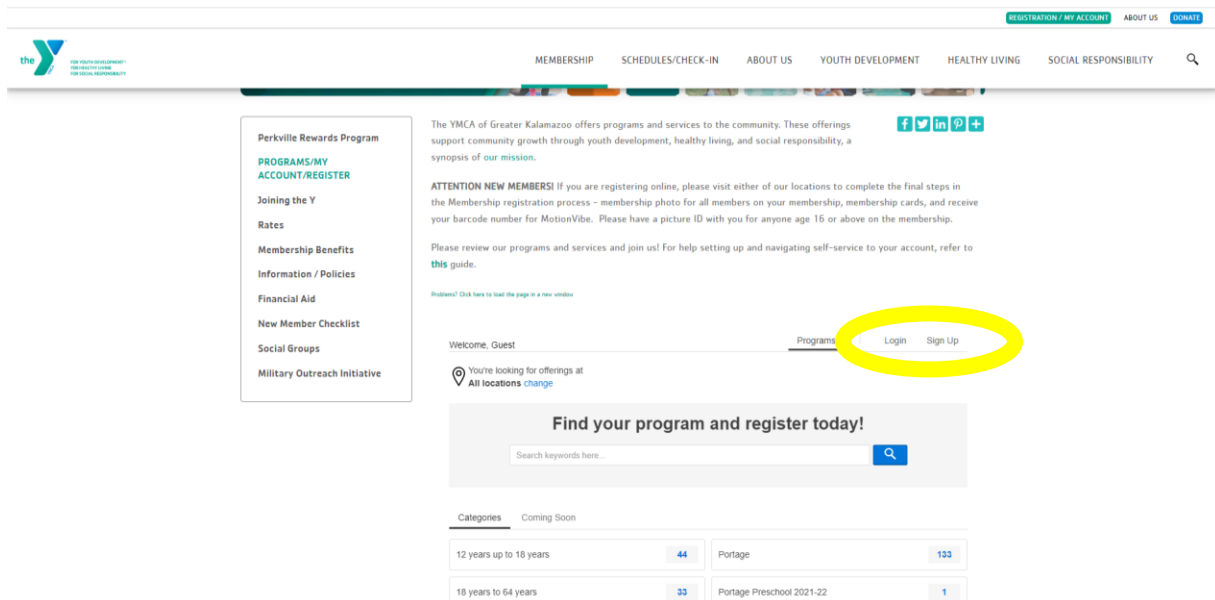 REGISTRATION / MY ACCOUNT ABOUT US DONATE
the Y FOR YOUTH DEVELOPMENT®
FOR HEALTHY LIVING
FOR SOCIAL RESPONSIBILITY
MEMBERSHIP SCHEDULES/CHECK-IN ABOUT US YOUTH DEVELOPMENT HEALTHY LIVING SOCIAL RESPONSIBILITY
Perkville Rewards Program
PROGRAMS/MY
ACCOUNT/REGISTER
Joining the Y
Rates
Membership Benefits
Information / Policies
Financial Aid
New Member Checklist
Social Groups
Military Outreach Initiative
The YMCA of Greater Kalamazoo offers programs and services to the community. These offerings
support community growth through youth development, healthy living, and social responsibility, a
synopsis of our mission.
ATTENTION NEW MEMBERS! If you are registering online, please visit either of our locations to complete the final steps in
the Membership registration process - membership photo for all members on your membership, membership cards, and receive
your barcode number for MotionVibe. Please have a picture ID with you for anyone age 16 or above on the membership.
Please review our programs and services and join us! For help setting up and navigating self-service to your account, refer to
this guide.
Problems? Click here to load the page in a new window
Welcome, Guest Programs Login Sign Up
You're looking for offerings at
All locations change
Find your program and register today!
Search keywords here...
Categories Coming Soon
12 years up to 18 years 44 Portage 133
18 years to 64 years 33 Portage Preschool 2021-22 1